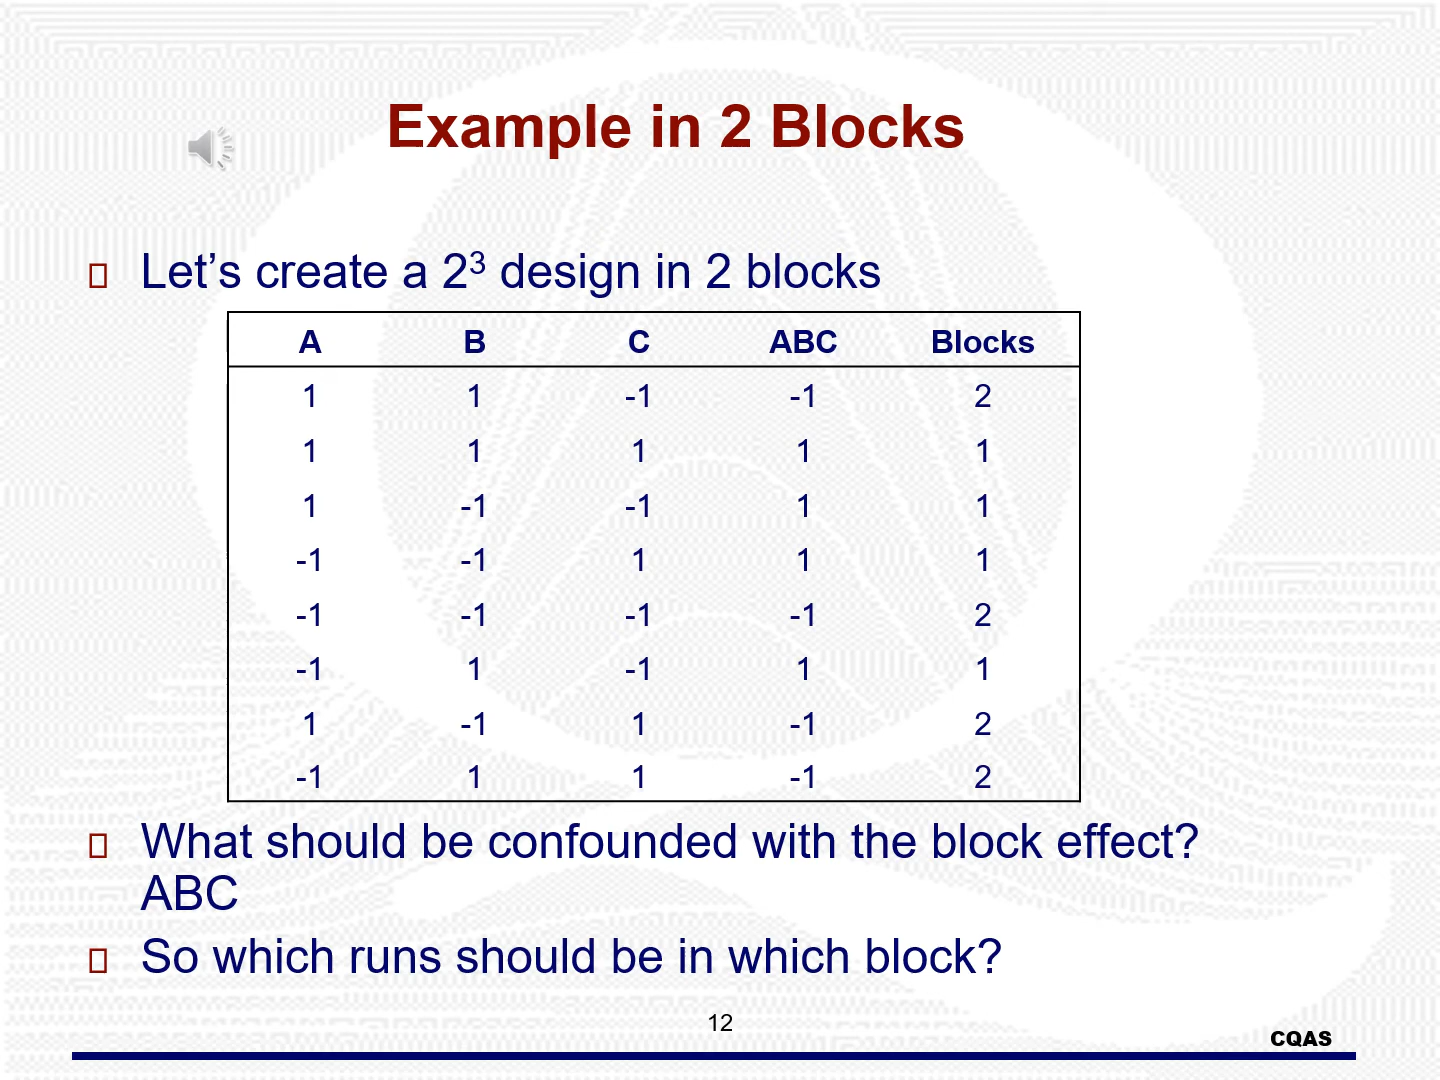 Example in 2 Blocks
Let’s create a 2³ design in 2 blocks
A B C ABC Blocks
1 1 -1 -1 2
1 1 1 1 1
1 -1 -1 1 1
-1 -1 1 1 1
-1 -1 -1 -1 2
-1 1 -1 1 1
1 -1 1 -1 2
-1 1 1 -1 2
What should be confounded with the block effect?
ABC
So which runs should be in which block?
12
CQAS